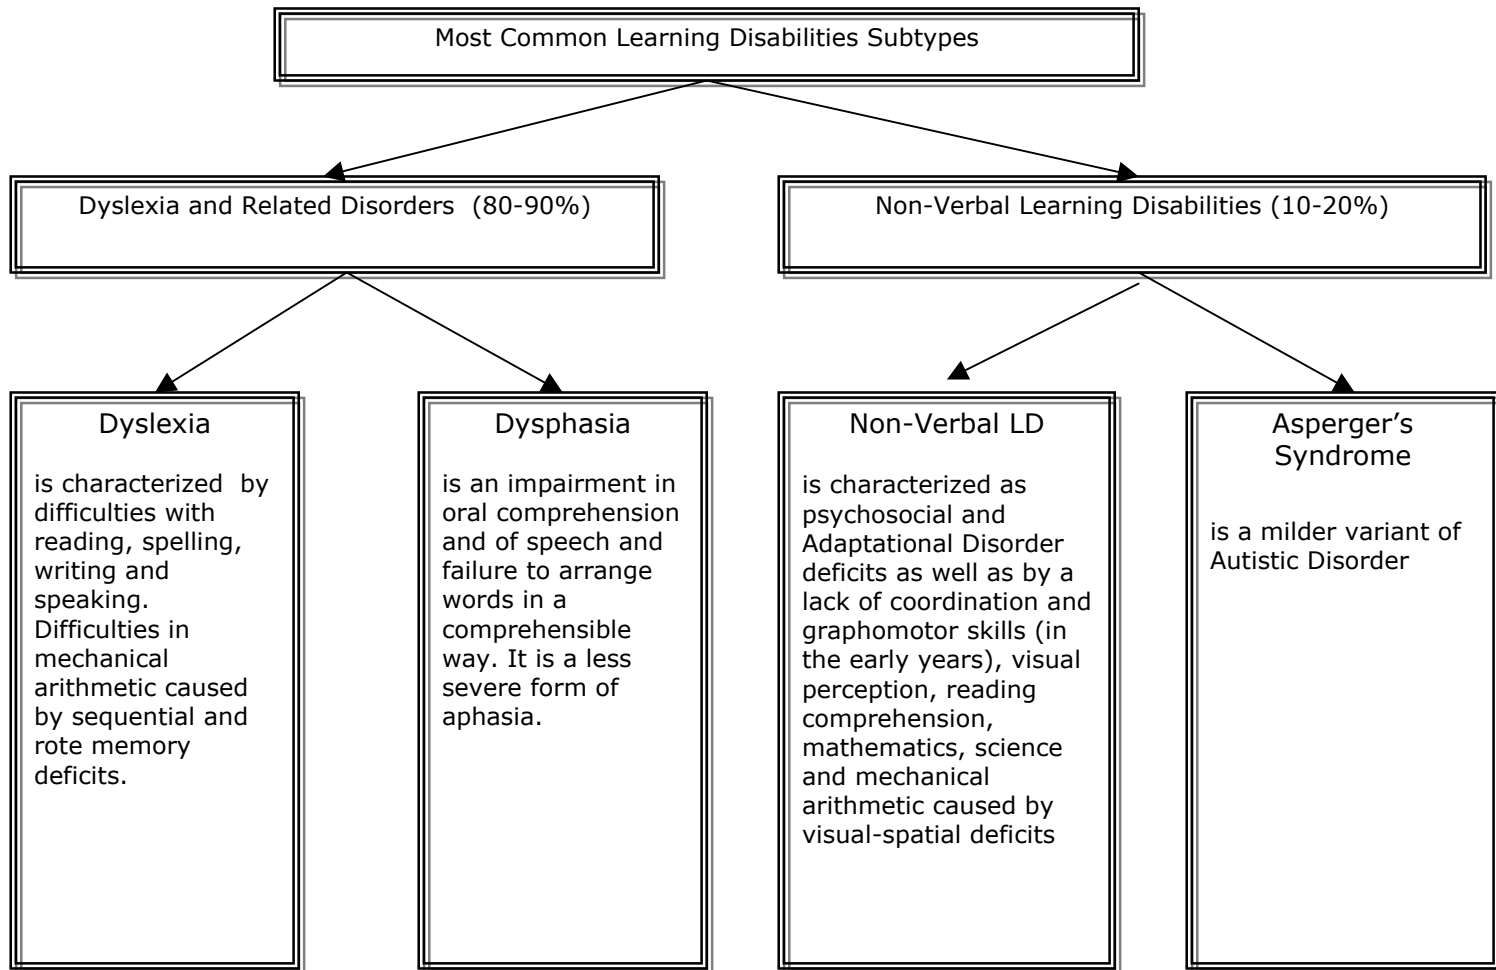 Most Common Learning Disabilities Subtypes
Dyslexia and Related Disorders (80-90%)
Non-Verbal Learning Disabilities (10-20%)
Dyslexia
is characterized by
difficulties with
reading, spelling,
writing and
speaking.
Difficulties in
mechanical
arithmetic caused
by sequential and
rote memory
deficits.
Dysphasia
is an impairment in
oral comprehension
and of speech and
failure to arrange
words in a
comprehensible
way. It is a less
severe form of
aphasia.
Non-Verbal LD
is characterized as
psychosocial and
Adaptational Disorder
deficits as well as by a
lack of coordination and
graphomotor skills (in
the early years), visual
perception, reading
comprehension,
mathematics, science
and mechanical
arithmetic caused by
visual-spatial deficits
Asperger’s
Syndrome
is a milder variant of
Autistic Disorder